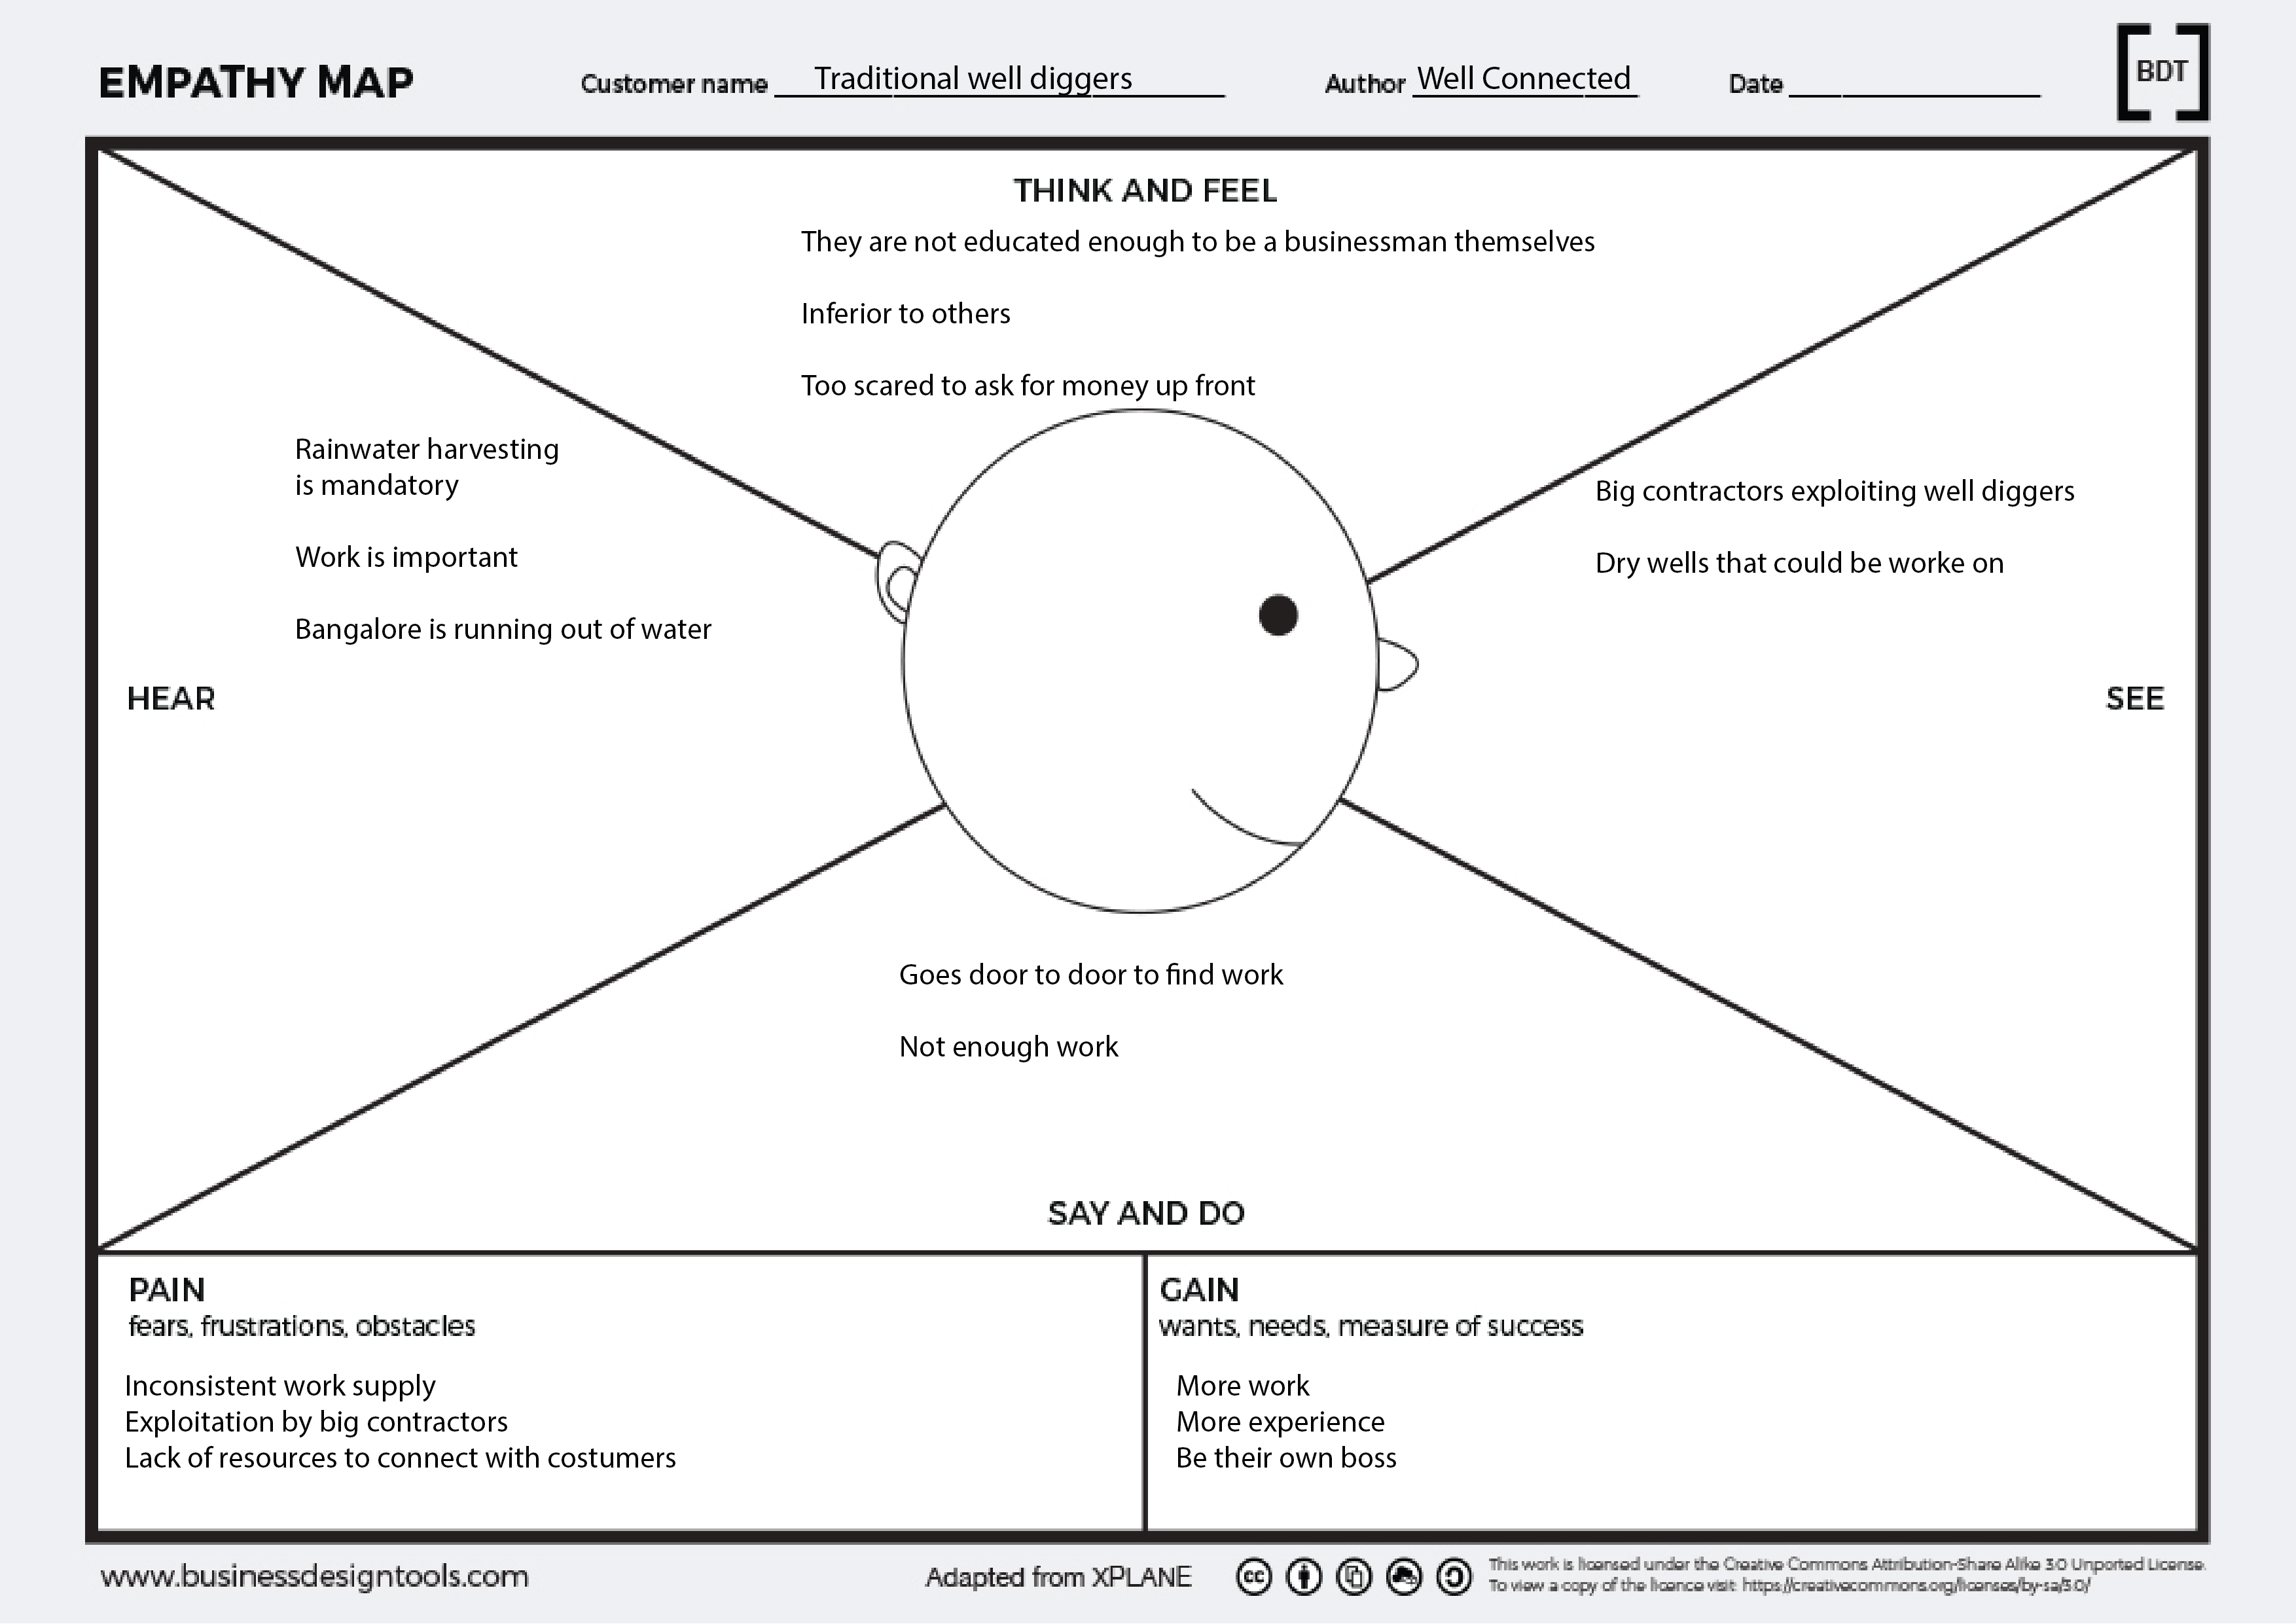 EMPATHY MAP
Customer name Traditional well diggers
Author Well Connected
Date
BDT
THINK AND FEEL
They are not educated enough to be a businessman themselves
Inferior to others
Too scared to ask for money up front
Rainwater harvesting
is mandatory
Work is important
Bangalore is running out of water
HEAR
Big contractors exploiting well diggers
Dry wells that could be worke on
SEE
Goes door to door to find work
Not enough work
SAY AND DO
PAIN
fears, frustrations, obstacles
Inconsistent work supply
Exploitation by big contractors
Lack of resources to connect with costumers
GAIN
wants, needs, measure of success
More work
More experience
Be their own boss
www.businessdesigntools.com
Adapted from XPLANE
cc
This work is licensed under the Creative Commons Attribution-Share Alike 3.0 Unported License.
To view a copy of the licence visit: https://creativecommons.org/licenses/by-sa/3.0/